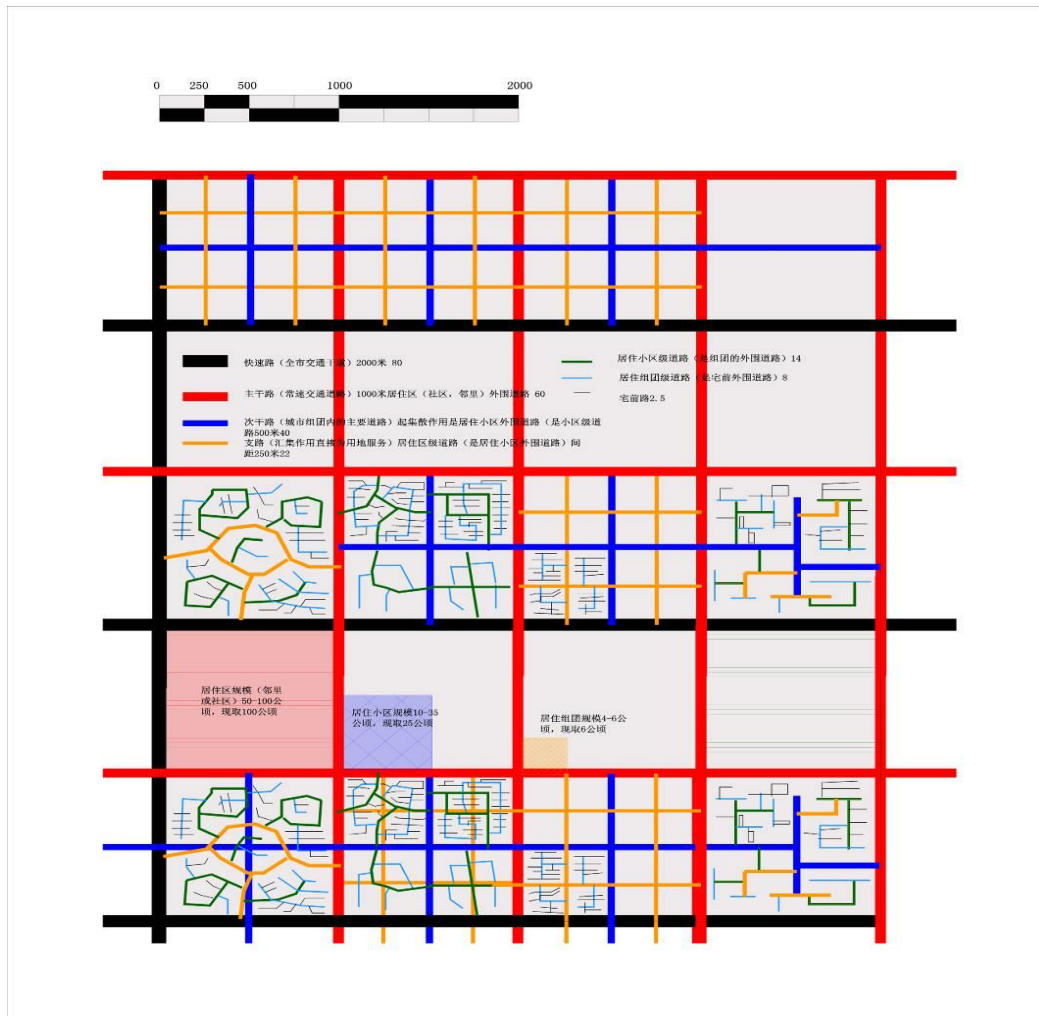 0 250 500 1000 2000
快速路（全市交通干道）2000米 80
主干路（常速交通道路）1000米居住区（社区，邻里）外围道路 60
次干路（城市组团内的主要道路）起集散作用是居住小区外围道路（是小区级道
路500米40
支路（汇集作用直接为用地服务）居住区级道路（是居住小区外围道路）间
距250米22
居住小区级道路（是组团的外围道路）14
居住组团级道路（是宅前外围道路）8
宅前路2.5
居住区规模（邻里
或社区）50-100公
顷，现取100公顷
居住小区规模10-35
公顷，现取25公顷
居住组团规模4-6公
顷，现取6公顷